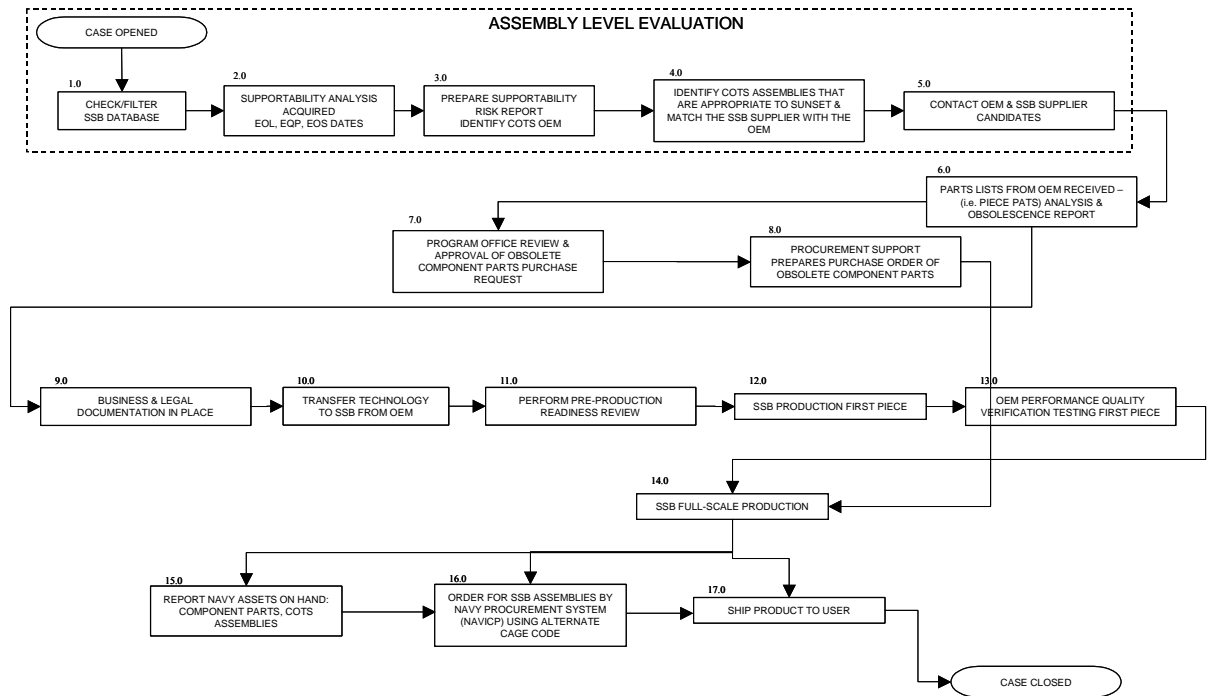 ASSEMBLY LEVEL EVALUATION
CASE OPENED
1.0
CHECK/FILTER
SSB DATABASE
2.0
SUPPORTABILITY ANALYSIS
ACQUIRED
EOL, EQP, EOS DATES
3.0
PREPARE SUPPORTABILITY
RISK REPORT
IDENTIFY COTS OEM
4.0
IDENTIFY COTS ASSEMBLIES THAT
ARE APPROPRIATE TO SUNSET &
MATCH THE SSB SUPPLIER WITH THE
OEM
5.0
CONTACT OEM & SSB SUPPLIER
CANDIDATES
6.0
PARTS LISTS FROM OEM RECEIVED –
(i.e. PIECE PATS) ANALYSIS &
OBSOLESCENCE REPORT
7.0
PROGRAM OFFICE REVIEW &
APPROVAL OF OBSOLETE
COMPONENT PARTS PURCHASE
REQUEST
8.0
PROCUREMENT SUPPORT
PREPARES PURCHASE ORDER OF
OBSOLETE COMPONENT PARTS
9.0
BUSINESS & LEGAL
DOCUMENTATION IN PLACE
10.0
TRANSFER TECHNOLOGY
TO SSB FROM OEM
11.0
PERFORM PRE-PRODUCTION
READINESS REVIEW
12.0
SSB PRODUCTION FIRST PIECE
13.0
OEM PERFORMANCE QUALITY
VERIFICATION TESTING FIRST PIECE
14.0
SSB FULL-SCALE PRODUCTION
15.0
REPORT NAVY ASSETS ON HAND:
COMPONENT PARTS, COTS
ASSEMBLIES
16.0
ORDER FOR SSB ASSEMBLIES BY
NAVY PROCUREMENT SYSTEM
(NAVICP) USING ALTERNATE
CAGE CODE
17.0
SHIP PRODUCT TO USER
CASE CLOSED